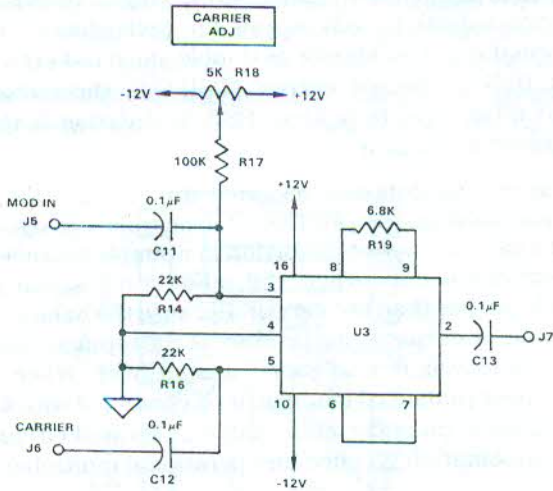 CARRIER
ADJ
5K R18
-12V
+12V
100K
R17
MOD IN
J5
0.1µF
C11
+12V
6.8K
R19
22K
R14
16
8
9
3
4
U3
2
0.1µF
C13
J7
22K
R16
5
10
6
7
CARRIER
J6
0.1µF
C12
-12V